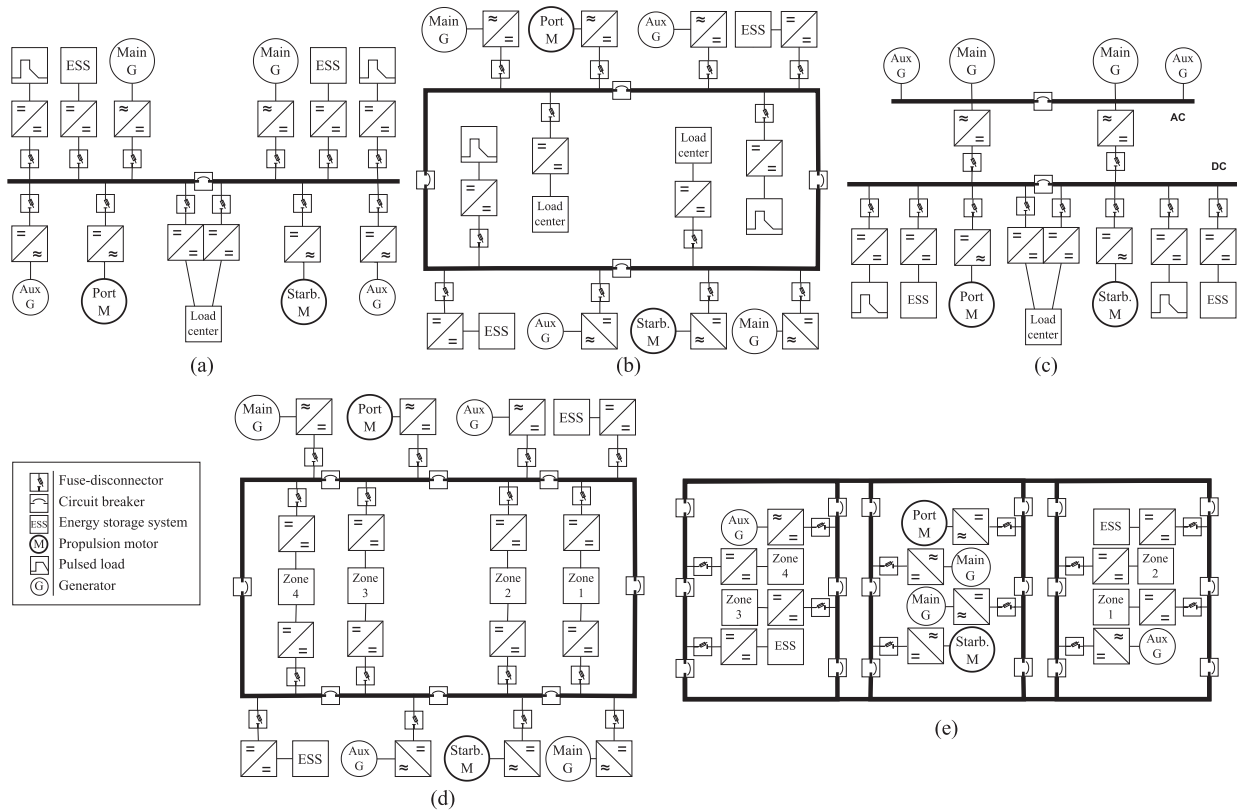 ESS
Main
G
Main
G
ESS
Aux
G
Port
M
Load
center
Starb.
M
Aux
G
(a)
Main
G
Port
M
Aux
G
ESS
Load
center
Load
center
ESS
Aux
G
Starb.
M
Main
G
(b)
Aux
G
Main
G
Main
G
Aux
G
AC
DC
ESS
Port
M
Load
center
Starb.
M
ESS
(c)
Fuse-disconnector
Circuit breaker
ESS Energy storage system
M Propulsion motor
Pulsed load
G Generator
Main
G
Port
M
Aux
G
ESS
Zone
4
Zone
3
Zone
2
Zone
1
ESS
Aux
G
Starb.
M
Main
G
(d)
Aux
G
Zone
4
Zone
3
ESS
Port
M
Main
G
Main
G
Starb.
M
ESS
Zone
2
Zone
1
Aux
G
(e)